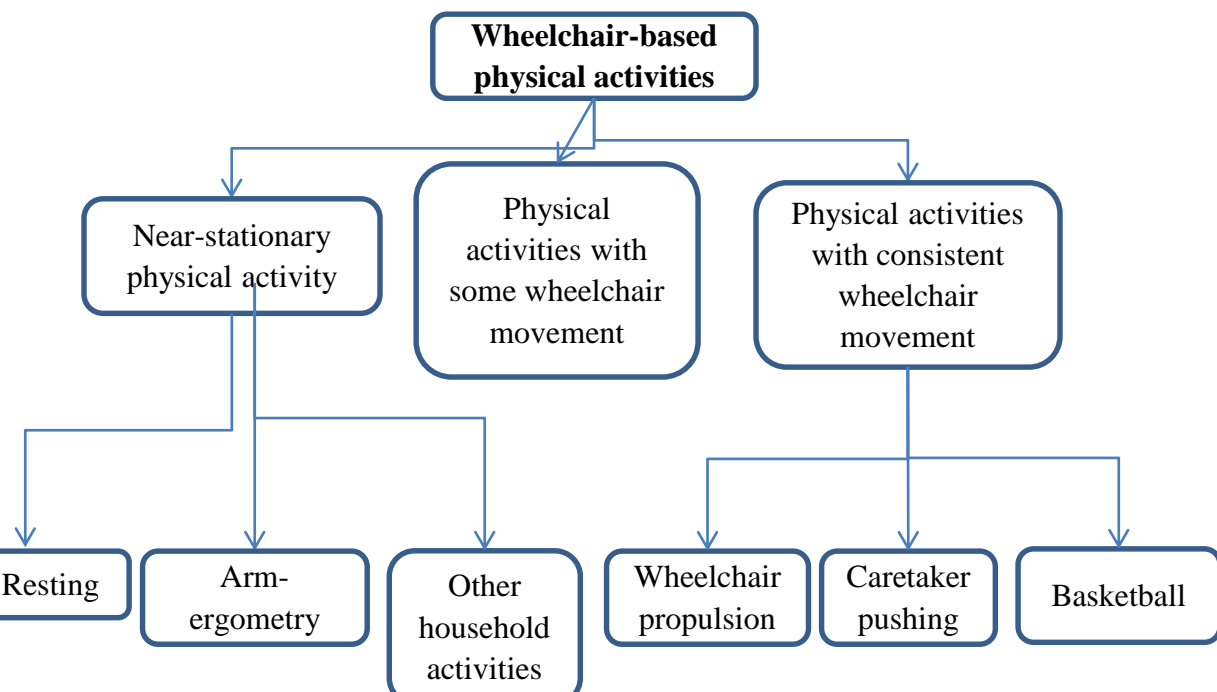 Wheelchair-based
physical activities
Near-stationary
physical activity
Physical
activities with
some wheelchair
movement
Physical activities
with consistent
wheelchair
movement
Resting
Arm-
ergometry
Other
household
activities
Wheelchair
propulsion
Caretaker
pushing
Basketball